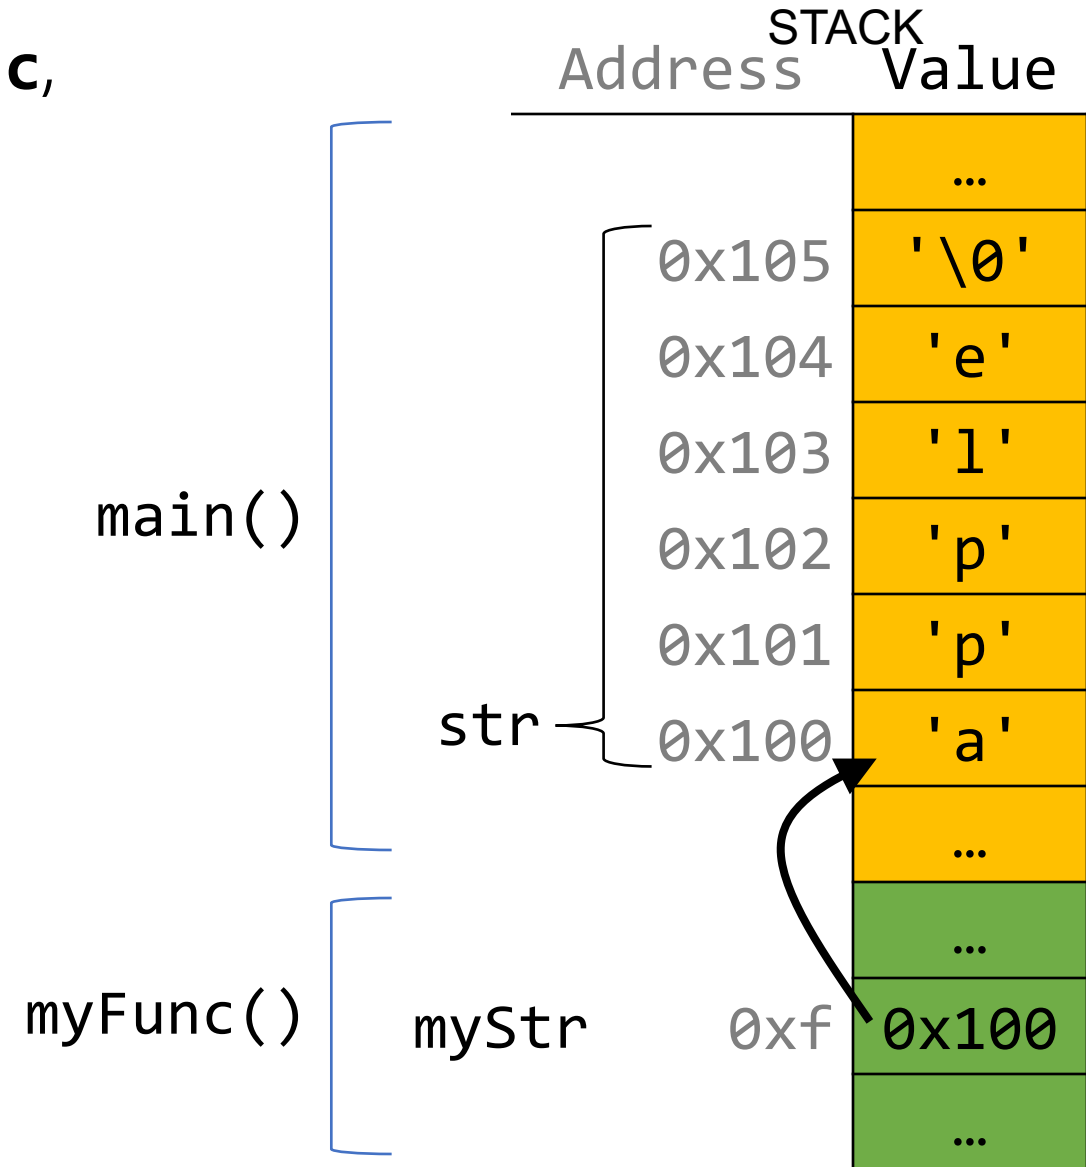 STACK
c,
Address Value
…
0x105 '\0'
0x104 'e'
0x103 'l'
main()
0x102 'p'
0x101 'p'
str 0x100 'a'
…
…
myFunc() myStr 0xf 0x100
…